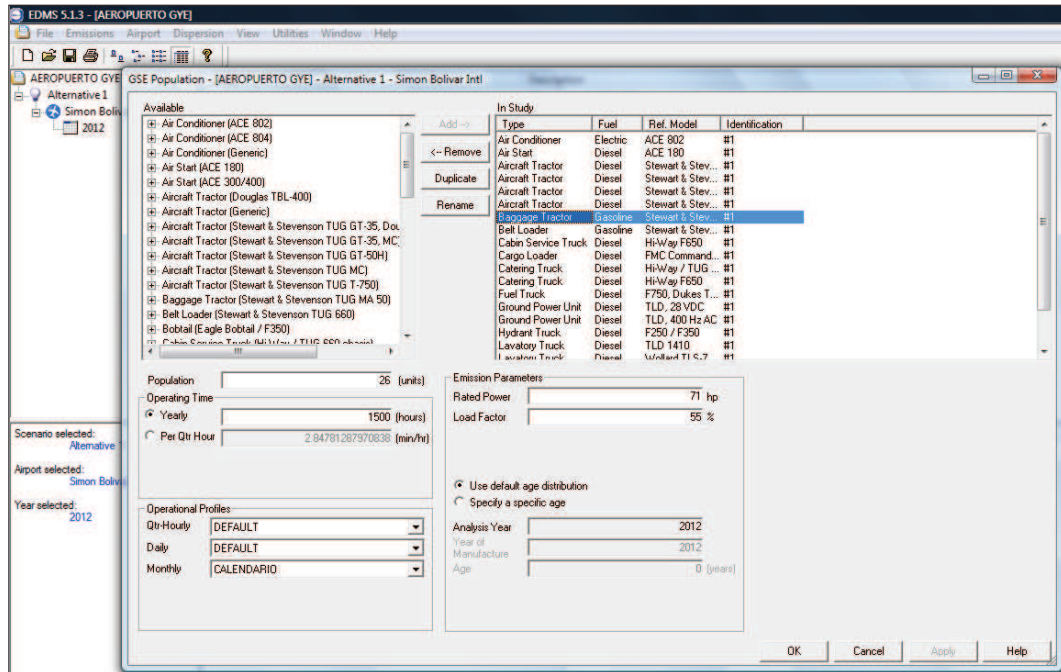 EDMS 5.1.3 - [AEROPUERTO GYE]
File Emissions Airport Dispersion View Utilities Window Help
AEROPUERTO GYE
Alternative 1
Simon Boliv
2012
GSE Population - [AEROPUERTO GYE] - Alternative 1 - Simon Bolivar Intl
Available
Air Conditioner (ACE 802)
Air Conditioner (ACE 804)
Air Conditioner (Generic)
Air Start (ACE 180)
Air Start (ACE 300/400)
Aircraft Tractor (Douglas TBL-400)
Aircraft Tractor (Generic)
Aircraft Tractor (Stewart & Stevenson TUG GT-35, Dou
Aircraft Tractor (Stewart & Stevenson TUG GT-35, MC)
Aircraft Tractor (Stewart & Stevenson TUG GT-50H)
Aircraft Tractor (Stewart & Stevenson TUG MC)
Aircraft Tractor (Stewart & Stevenson TUG T-750)
Baggage Tractor (Stewart & Stevenson TUG MA 50)
Belt Loader (Stewart & Stevenson TUG 660)
Bobtail (Eagle Bobtail / F350)
Cabin Service Truck (Hi-Way / TUG 660 chasis)
Add -->
<-- Remove
Duplicate
Rename
In Study
Type Fuel Ref. Model Identification
Air Conditioner Electric ACE 802 #1
Air Start Diesel ACE 180 #1
Aircraft Tractor Diesel Stewart & Stev... #1
Aircraft Tractor Diesel Stewart & Stev... #1
Aircraft Tractor Diesel Stewart & Stev... #1
Aircraft Tractor Diesel Stewart & Stev... #1
Baggage Tractor Gasoline Stewart & Stev... #1
Belt Loader Gasoline Stewart & Stev... #1
Cabin Service Truck Diesel Hi-Way F650 #1
Cargo Loader Diesel FMC Command... #1
Catering Truck Diesel Hi-Way / TUG ... #1
Catering Truck Diesel Hi-Way F650 #1
Fuel Truck Diesel F750, Dukes T... #1
Ground Power Unit Diesel TLD, 28 VDC #1
Ground Power Unit Diesel TLD, 400 Hz AC #1
Hydrant Truck Diesel F250 / F350 #1
Lavatory Truck Diesel TLD 1410 #1
Lavatory Truck Diesel Wollard TLS-7 #1
Population 26 (units)
Operating Time
Yearly 1500 (hours)
Per Qtr Hour 2.84781287970838 (min/hr)
Operational Profiles
Qtr-Hourly DEFAULT
Daily DEFAULT
Monthly CALENDARIO
Emission Parameters
Rated Power 71 hp
Load Factor 55 %
Use default age distribution
Specify a specific age
Analysis Year 2012
Year of
Manufacture 2012
Age 0 (years)
Scenario selected:
Alternative
Airport selected:
Simon Boliv
Year selected:
2012
OK Cancel Apply Help